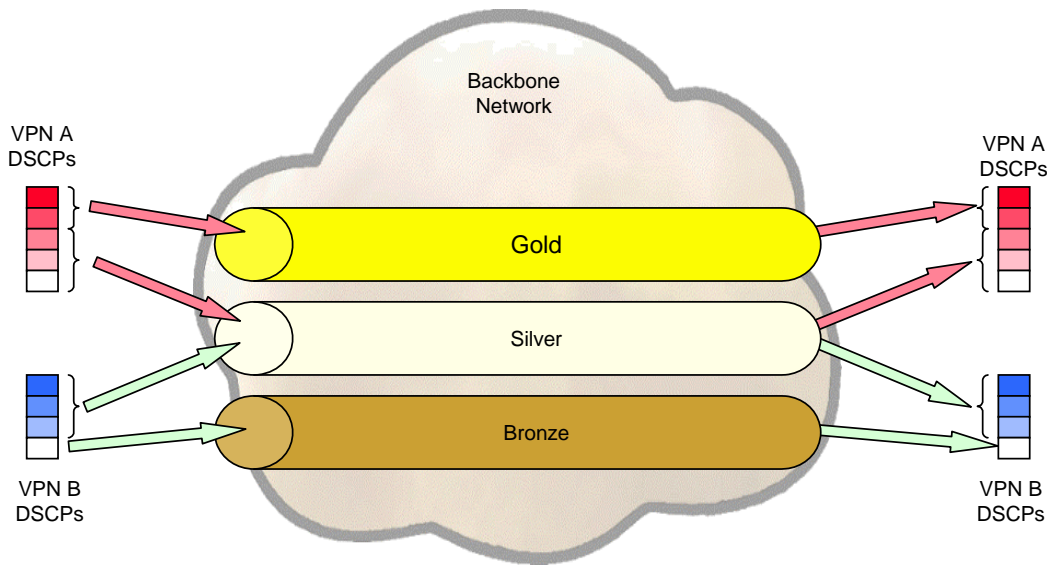 Backbone
Network
VPN A
DSCPs
VPN A
DSCPs
Gold
Silver
Bronze
VPN B
DSCPs
VPN B
DSCPs